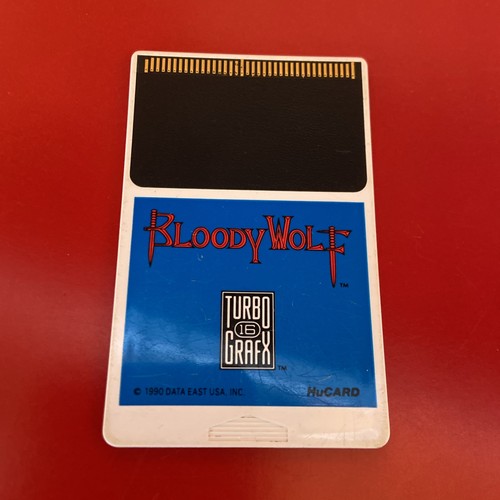 BLOODY WOLF
TM
TURBO
16
GRAFX
TM
© 1990 DATA EAST USA, INC.
HuCARD